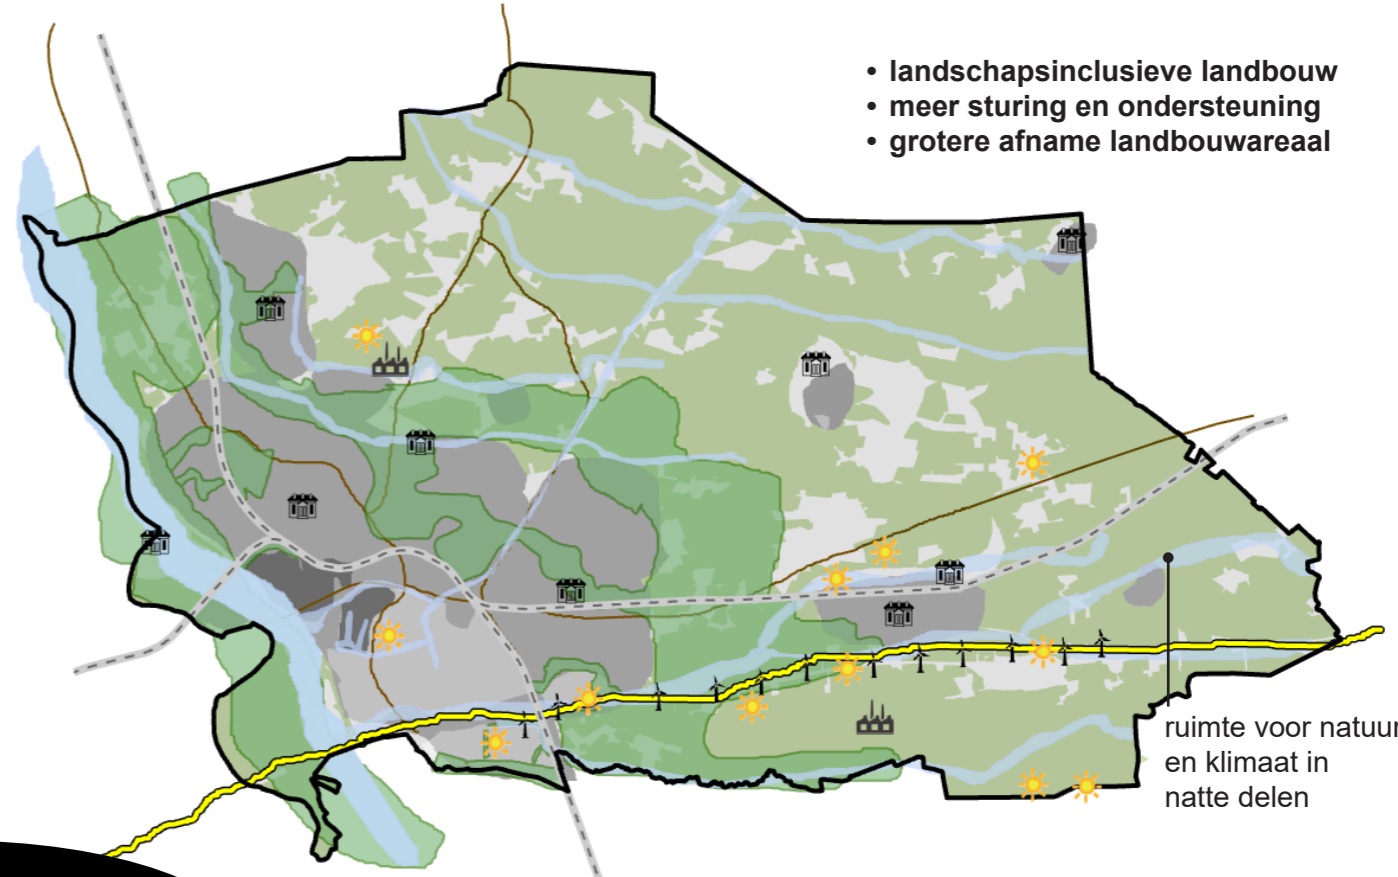 • landschapsinclusieve landbouw
• meer sturing en ondersteuning
• grotere afname landbouwareaal
ruimte voor natuur
en klimaat in
natte delen